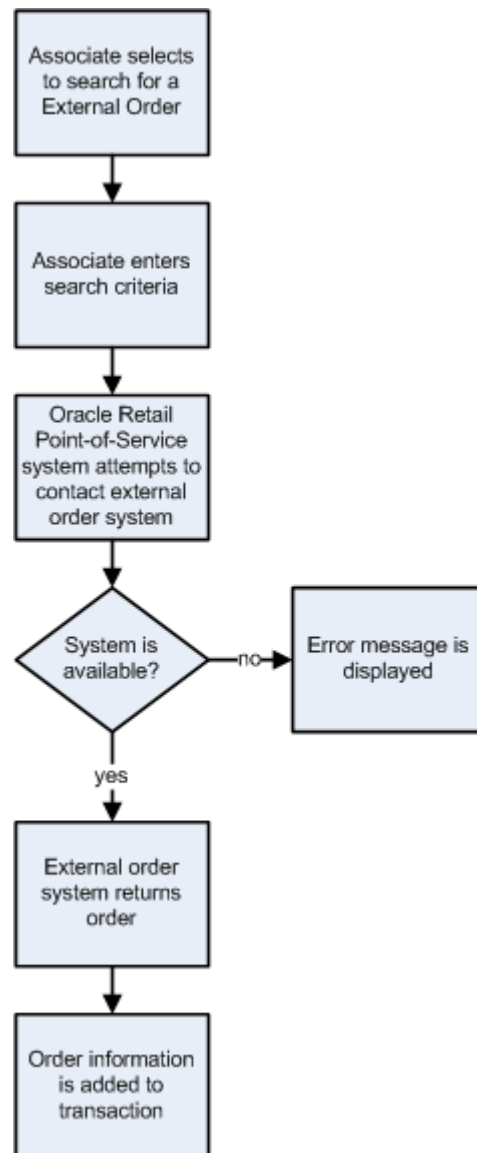 Associate selects
to search for a
External Order
Associate enters
search criteria
Oracle Retail
Point-of-Service
system attempts to
contact external
order system
System is
available?
no
Error message is
displayed
yes
External order
system returns
order
Order information
is added to
transaction